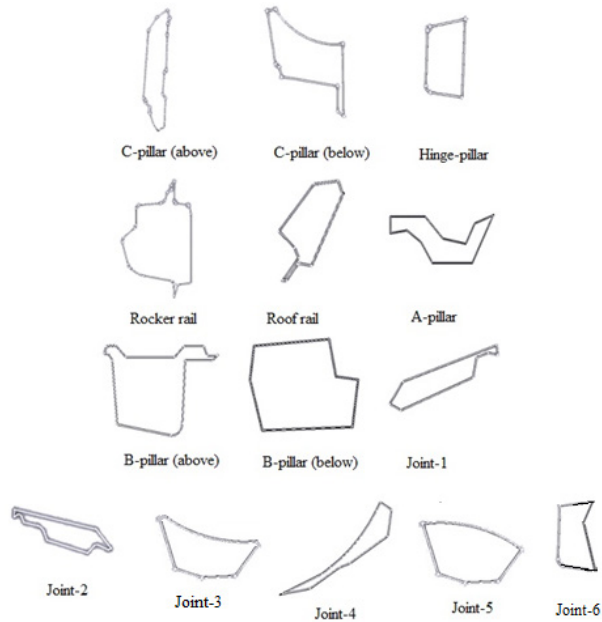 C-pillar (above) C-pillar (below) Hinge-pillar
Rocker rail Roof rail A-pillar
B-pillar (above) B-pillar (below) Joint-1
Joint-2 Joint-3 Joint-4 Joint-5 Joint-6